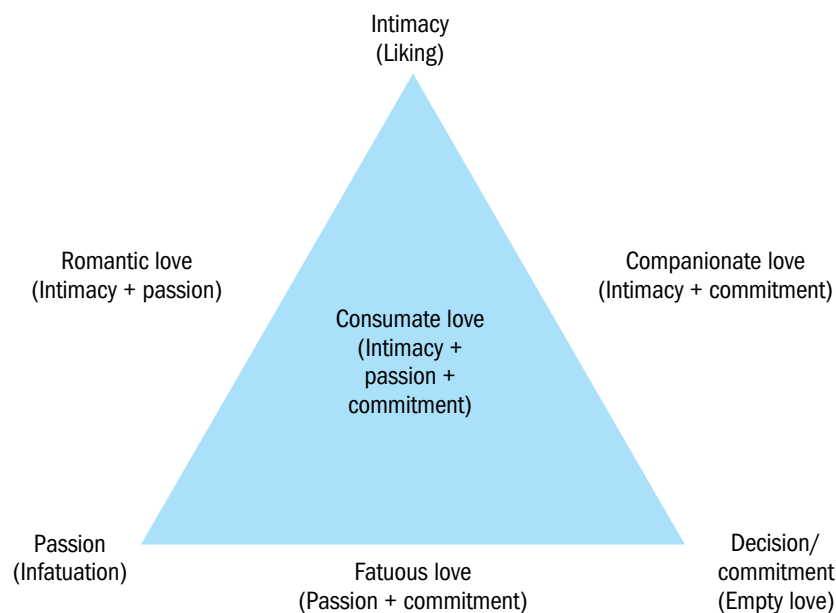 Intimacy
(Liking)
Romantic love
(Intimacy + passion)
Companionate love
(Intimacy + commitment)
Consumate love
(Intimacy +
passion +
commitment)
Passion
(Infatuation)
Fatuous love
(Passion + commitment)
Decision/
commitment
(Empty love)